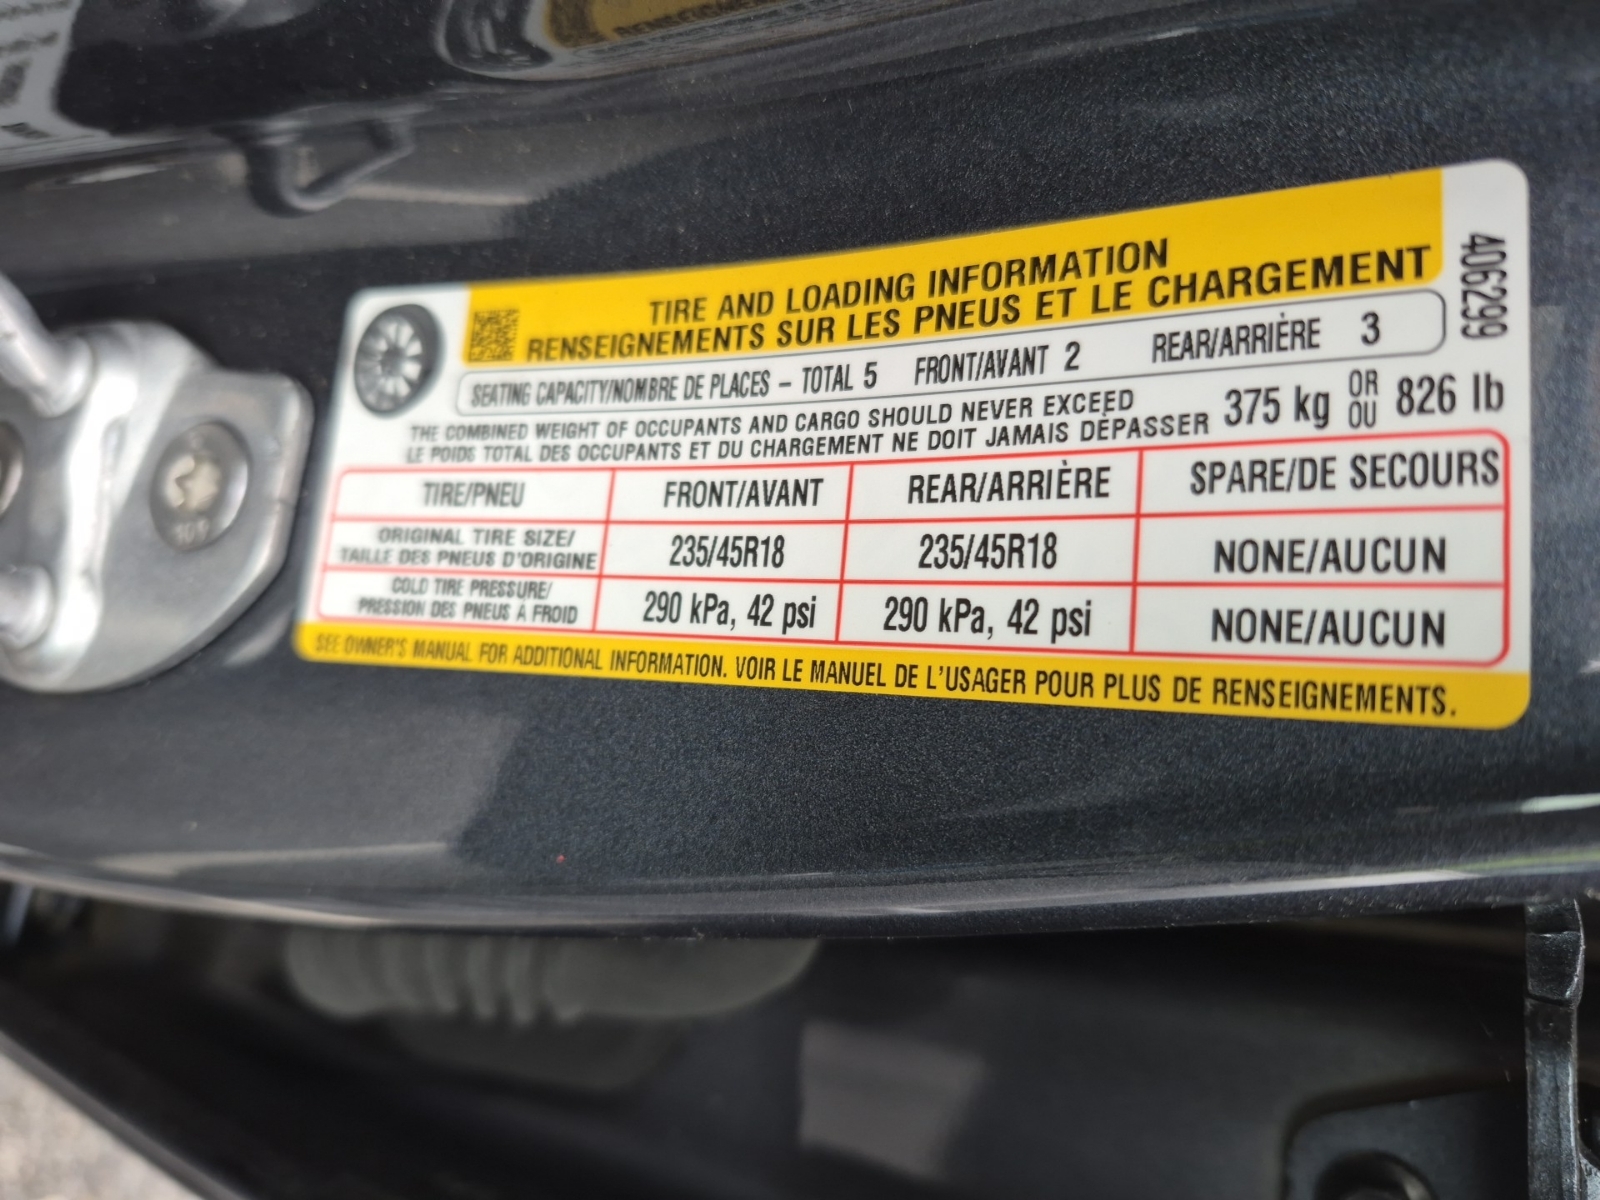 TIRE AND LOADING INFORMATION
RENSEIGNEMENTS SUR LES PNEUS ET LE CHARGEMENT
406299
SEATING CAPACITY/NOMBRE DE PLACES – TOTAL 5 FRONT/AVANT 2 REAR/ARRIÈRE 3
THE COMBINED WEIGHT OF OCCUPANTS AND CARGO SHOULD NEVER EXCEED
LE POIDS TOTAL DES OCCUPANTS ET DU CHARGEMENT NE DOIT JAMAIS DÉPASSER
375 kg OR OU 826 lb
TIRE/PNEU FRONT/AVANT REAR/ARRIÈRE SPARE/DE SECOURS
ORIGINAL TIRE SIZE/
TAILLE DES PNEUS D'ORIGINE
235/45R18 235/45R18 NONE/AUCUN
COLD TIRE PRESSURE/
PRESSION DES PNEUS À FROID
290 kPa, 42 psi 290 kPa, 42 psi NONE/AUCUN
SEE OWNER'S MANUAL FOR ADDITIONAL INFORMATION. VOIR LE MANUEL DE L'USAGER POUR PLUS DE RENSEIGNEMENTS.